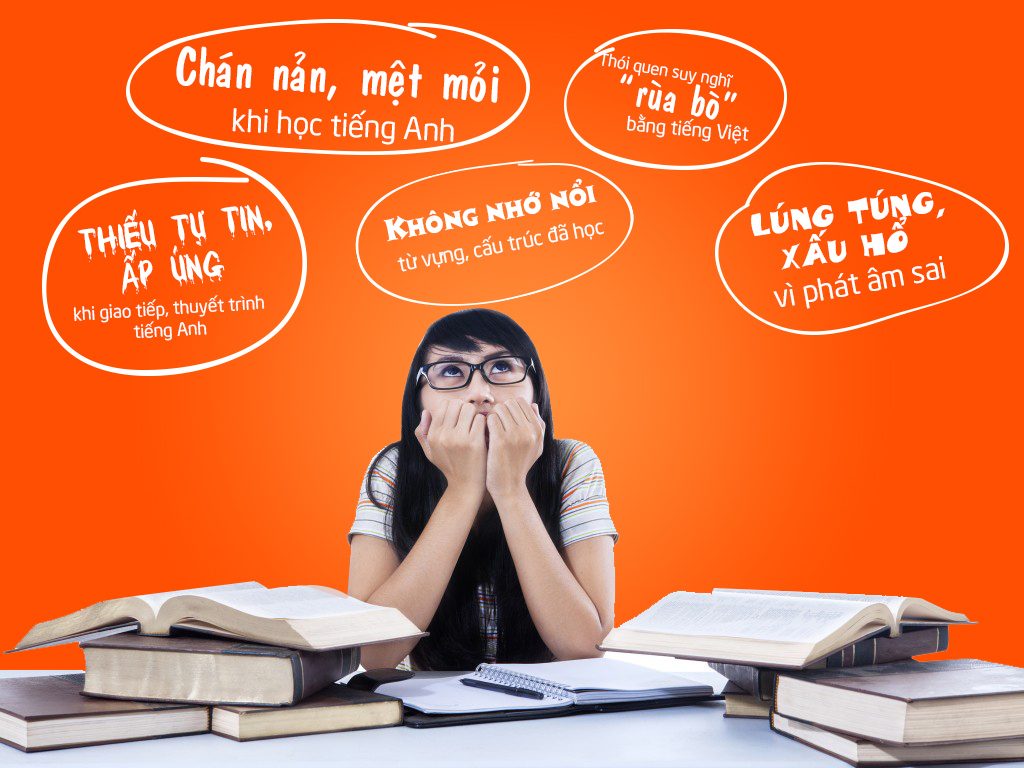 Chán nản, mệt mỏi
khi học tiếng Anh
Thói quen suy nghĩ
“rùa bò”
bằng tiếng Việt
THIẾU TỰ TIN,
ẤP ÚNG
khi giao tiếp, thuyết trình
tiếng Anh
KHÔNG NHỚ NỔI
từ vựng, cấu trúc đã học
LÚNG TÚNG,
XẤU HỔ
vì phát âm sai